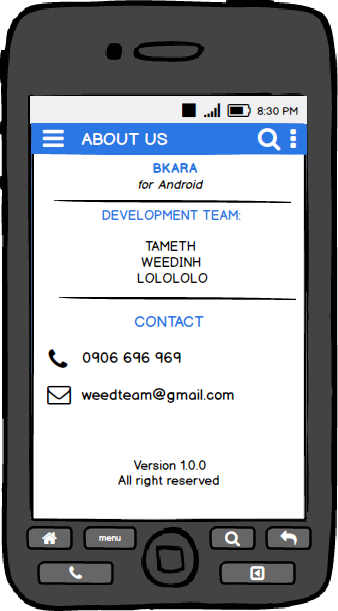 8:30 PM
ABOUT US
BKARA
for Android
DEVELOPMENT TEAM:
TAMETH
WEEDINH
LOLOLOLO
CONTACT
0906 696 969
weedteam@gmail.com
Version 1.0.0
All right reserved
menu